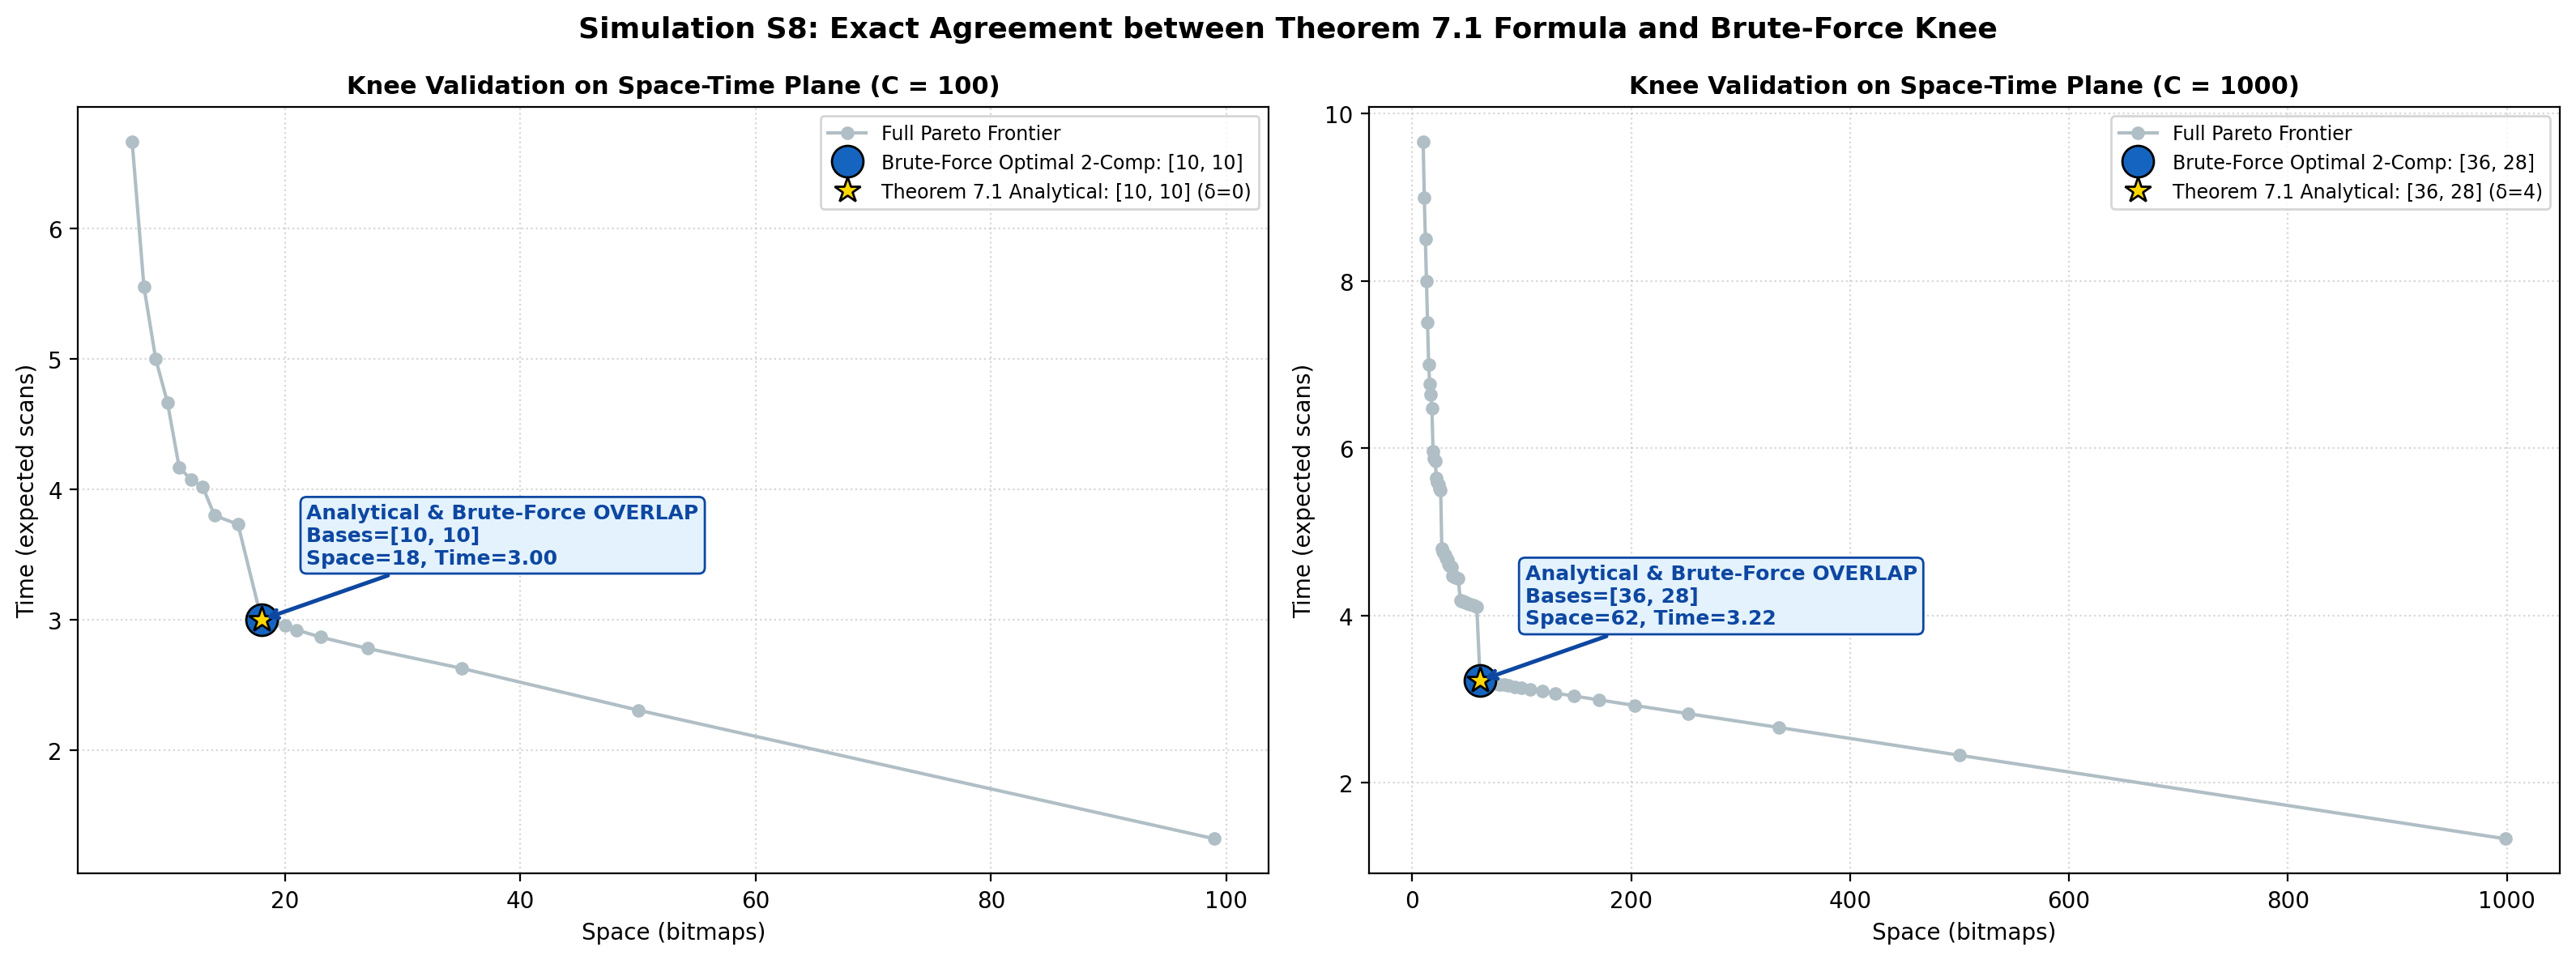 Simulation S8: Exact Agreement between Theorem 7.1 Formula and Brute-Force Knee
Knee Validation on Space-Time Plane (C = 100)
Full Pareto Frontier
Brute-Force Optimal 2-Comp: [10, 10]
Theorem 7.1 Analytical: [10, 10] (δ=0)
Analytical & Brute-Force OVERLAP
Bases=[10, 10]
Space=18, Time=3.00
Time (expected scans)
6
5
4
3
2
20
40
60
80
100
Space (bitmaps)
Knee Validation on Space-Time Plane (C = 1000)
Full Pareto Frontier
Brute-Force Optimal 2-Comp: [36, 28]
Theorem 7.1 Analytical: [36, 28] (δ=4)
Analytical & Brute-Force OVERLAP
Bases=[36, 28]
Space=62, Time=3.22
Time (expected scans)
10
8
6
4
2
0
200
400
600
800
1000
Space (bitmaps)